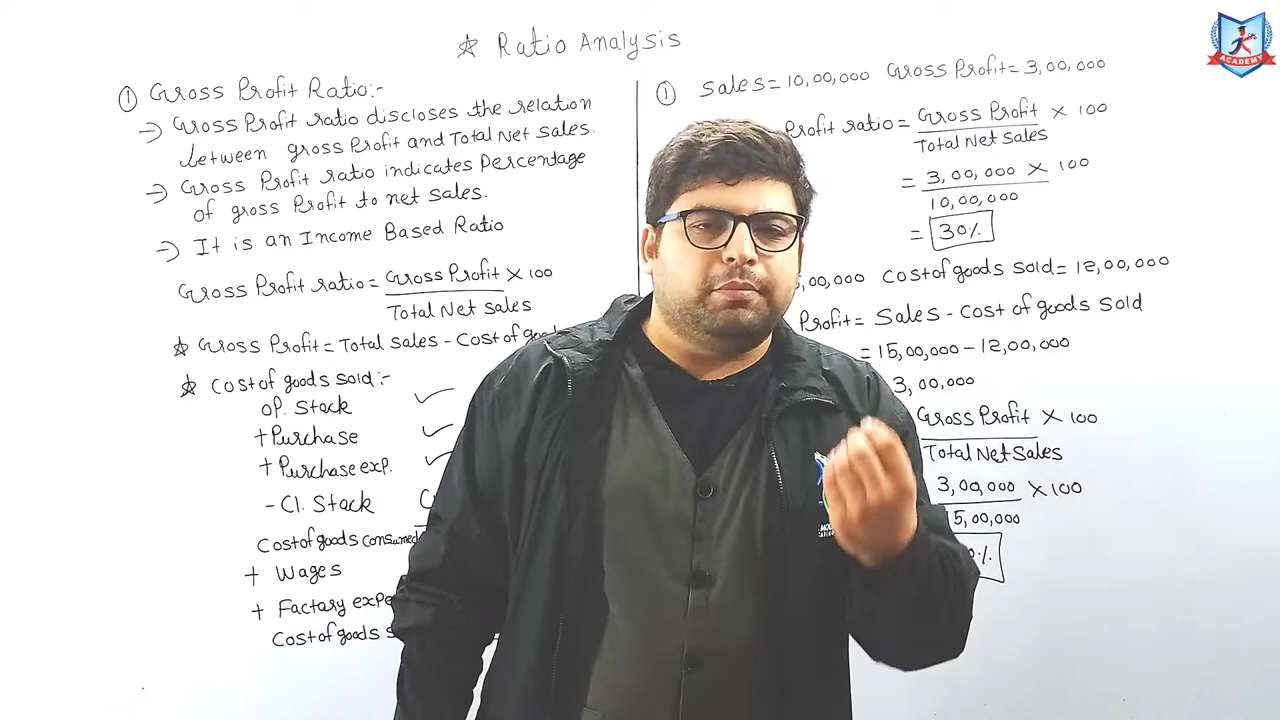 ☆ Ratio Analysis
① Gross Profit Ratio:-
→ Gross Profit ratio discloses the relation
between gross Profit and Total Net Sales.
→ Gross Profit ratio indicates Percentage
of gross Profit to net Sales.
→ It is an Income Based Ratio
Gross Profit ratio = Gross Profit × 100
Total Net Sales
☆ Gross Profit = Total Sales - Cost of
☆ Cost of goods Sold:-
OP. Stock ✓
+ Purchase ✓
+ Purchase exp. ✓
- Cl. Stock
Cost of goods consumed
+ Wages
+ Factory
Cost of goods
① Sales = 10,00,000 Gross Profit = 3,00,000
Profit ratio = Gross Profit × 100
Total Net Sales
= 3,00,000 × 100
10,00,000
= 30%
5,00,000 Cost of goods Sold = 12,00,000
Profit = Sales - Cost of goods Sold
= 15,00,000 - 12,00,000
3,00,000
Gross Profit × 100
Total Net Sales
3,00,000 × 100
15,00,000
%
ACADEMY